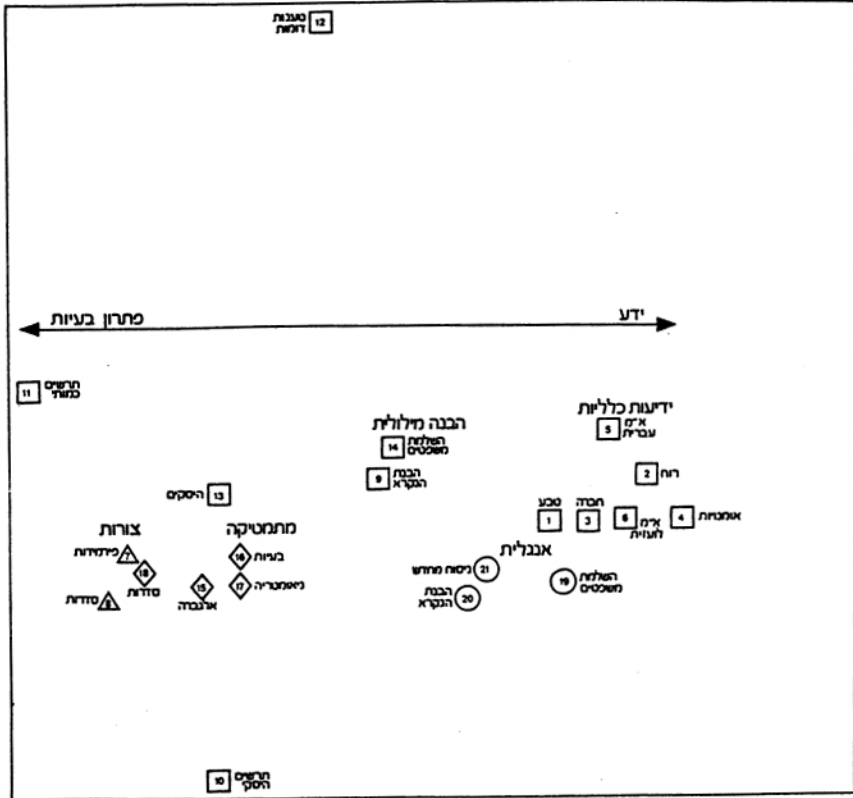 טענות
דומות
12
פתרון בעיות
ידע
11
תרשים
כמותי
הבנה מילולית
ידיעות כלליות
14
השלמת
משפטים
5
א״מ
עברית
9
הבנת
הנקרא
2
רוח
13
היסקים
טבע
1
חברה
3
6
א״מ
לועזית
4
אומנויות
צורות
מתמטיקה
אנגלית
7
פירמידות
16
בעיות
18
סדרות
21
ניסוח מחדש
15
אלגברה
17
גיאומטריה
19
השלמת
משפטים
8
סדרות
20
הבנת
הנקרא
10
תרשים
היסקי